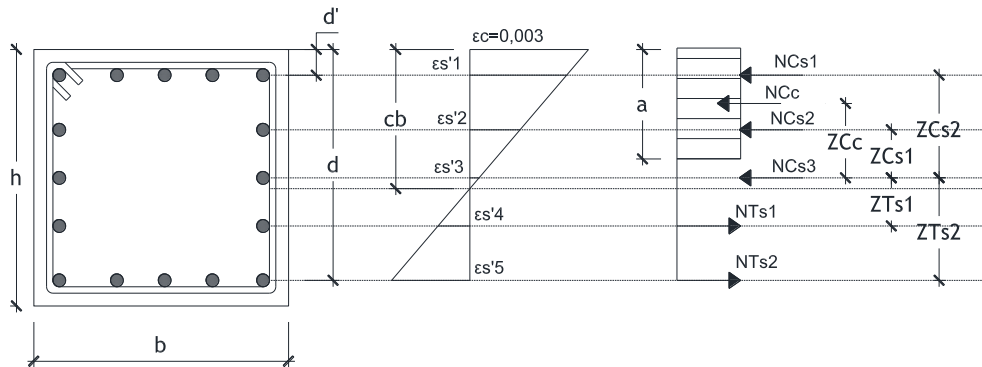 d'
εc=0,003
εs'1
NCs1
NCc
a
εs'2
cb
NCs2
ZCc
ZCs2
ZCs1
h
d
εs'3
NCs3
εs'4
NTs1
ZTs1
ZTs2
εs'5
NTs2
b